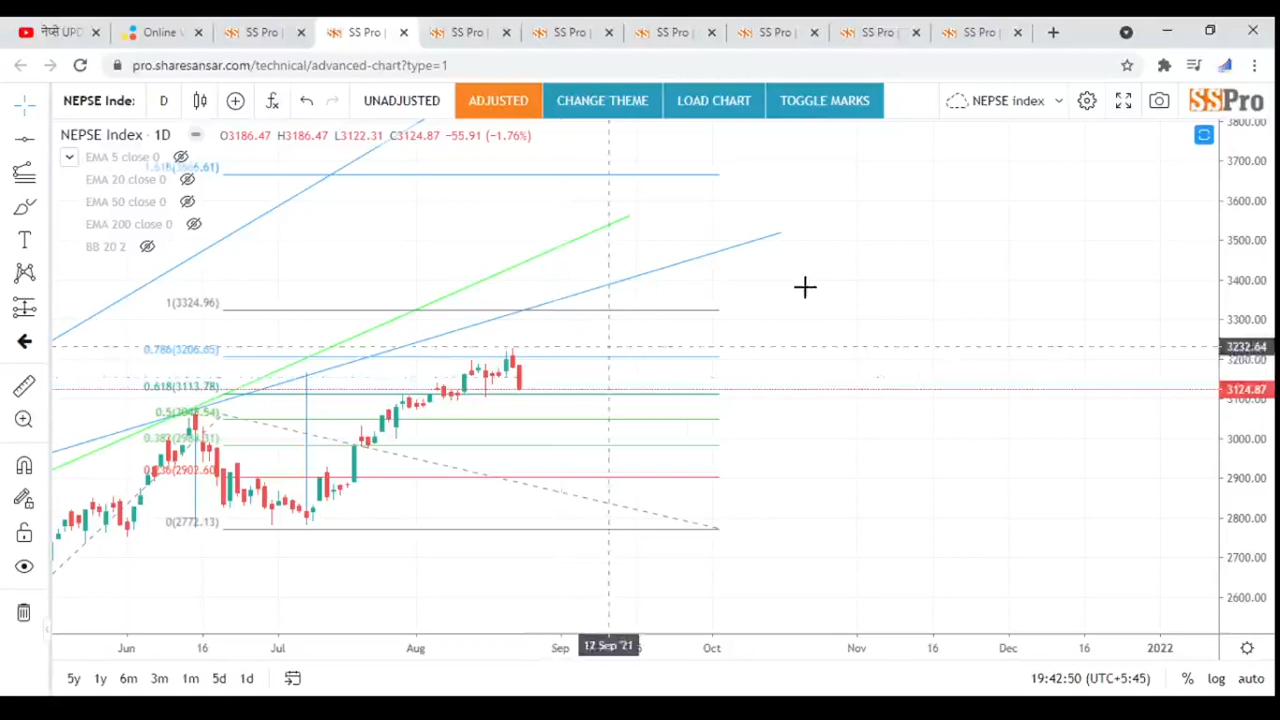 नेप्से UPD
Online
SS Pro |
SS Pro |
SS Pro |
SS Pro |
SS Pro |
SS Pro |
SS Pro |
SS Pro |
pro.sharesansar.com/technical/advanced-chart?type=1
NEPSE Inde: D UNADJUSTED ADJUSTED CHANGE THEME LOAD CHART TOGGLE MARKS NEPSE index SSPro
NEPSE Index · 1D O3186.47 H3186.47 L3122.31 C3124.87 −55.91 (−1.76%)
EMA 5 close 0
EMA 20 close 0
EMA 50 close 0
EMA 200 close 0
BB 20 2
1(3324.96)
0.786(3206.65)
0.618(3113.78)
0(2772.13)
3800.00
3700.00
3600.00
3500.00
3400.00
3300.00
3232.64
3200.00
3124.87
3100.00
3000.00
2900.00
2800.00
2700.00
2600.00
Jun 16 Jul Aug Sep 17 Sep '21 Oct Nov 16 Dec 16 2022
5y 1y 6m 3m 1m 5d 1d 19:42:50 (UTC+5:45) % log auto